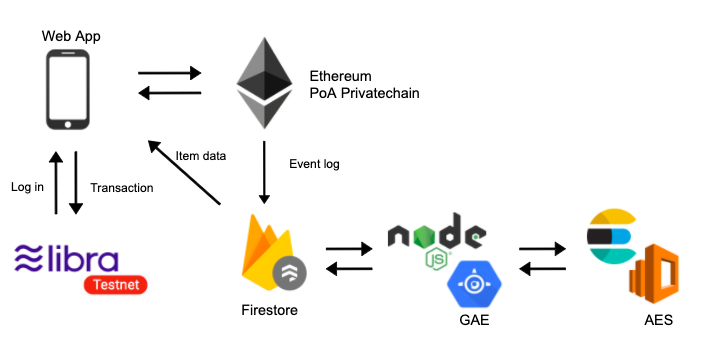 Web App
Ethereum
PoA Privatechain
Item data
Event log
Log in
Transaction
libra
Testnet
node
JS
Firestore
GAE
AES